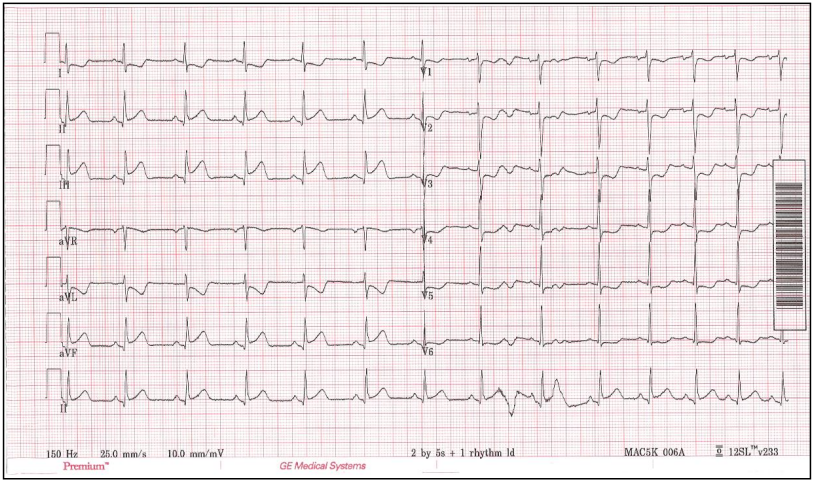 I
V1
II
V2
III
V3
aVR
V4
aVL
V5
aVF
V6
II
150 Hz 25.0 mm/s 10.0 mm/mV 2 by 5s + 1 rhythm ld MAC5K 006A 12SL™ v233
Premium™ GE Medical Systems